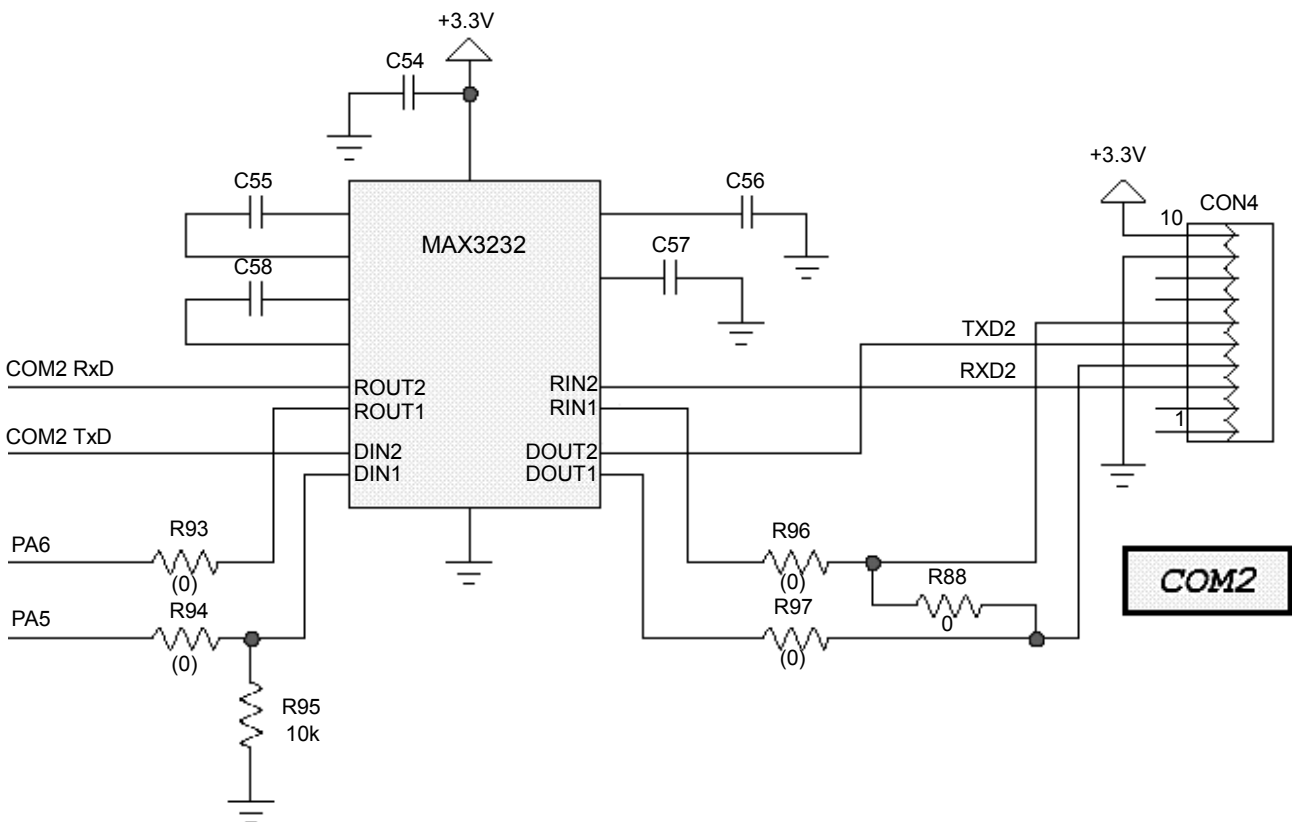 +3.3V
C54
+3.3V
C55
C56
CON4
10
MAX3232
C57
C58
TXD2
COM2 RxD
RXD2
ROUT2
RIN2
ROUT1
RIN1
1
COM2 TxD
DIN2
DOUT2
DIN1
DOUT1
R93
R96
PA6
(0)
(0)
R88
COM2
R94
R97
PA5
0
(0)
(0)
R95
10k